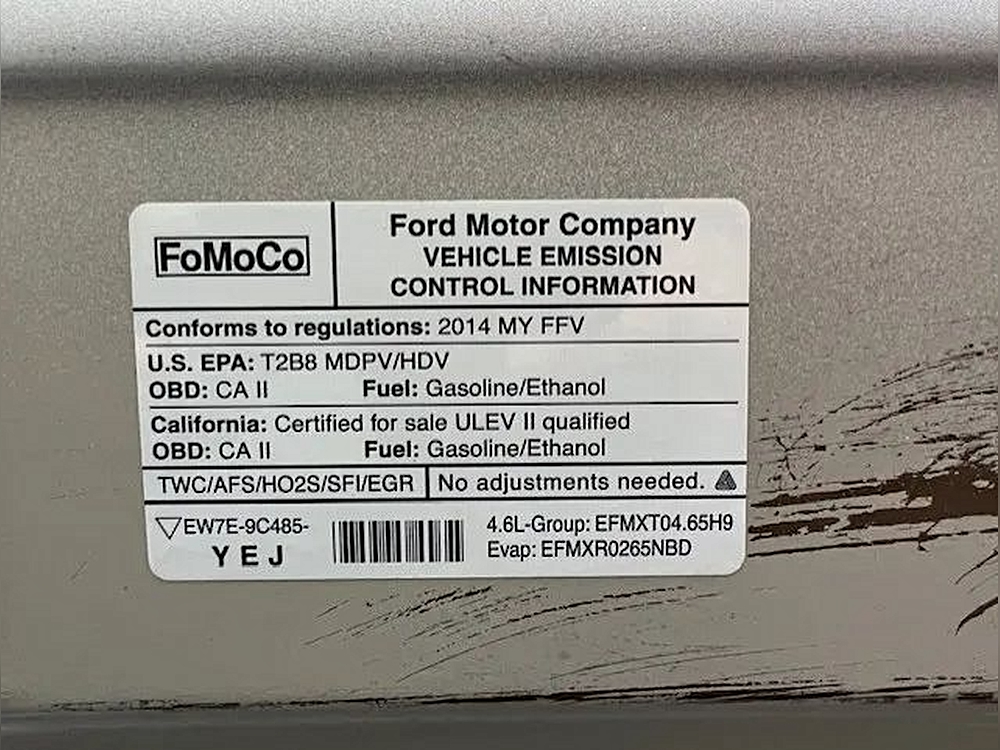 FoMoCo
Ford Motor Company
VEHICLE EMISSION
CONTROL INFORMATION
Conforms to regulations: 2014 MY FFV
U.S. EPA: T2B8 MDPV/HDV
OBD: CA II Fuel: Gasoline/Ethanol
California: Certified for sale ULEV II qualified
OBD: CA II Fuel: Gasoline/Ethanol
TWC/AFS/HO2S/SFI/EGR No adjustments needed.
EW7E-9C485-
YEJ
4.6L-Group: EFMXT04.65H9
Evap: EFMXR0265NBD